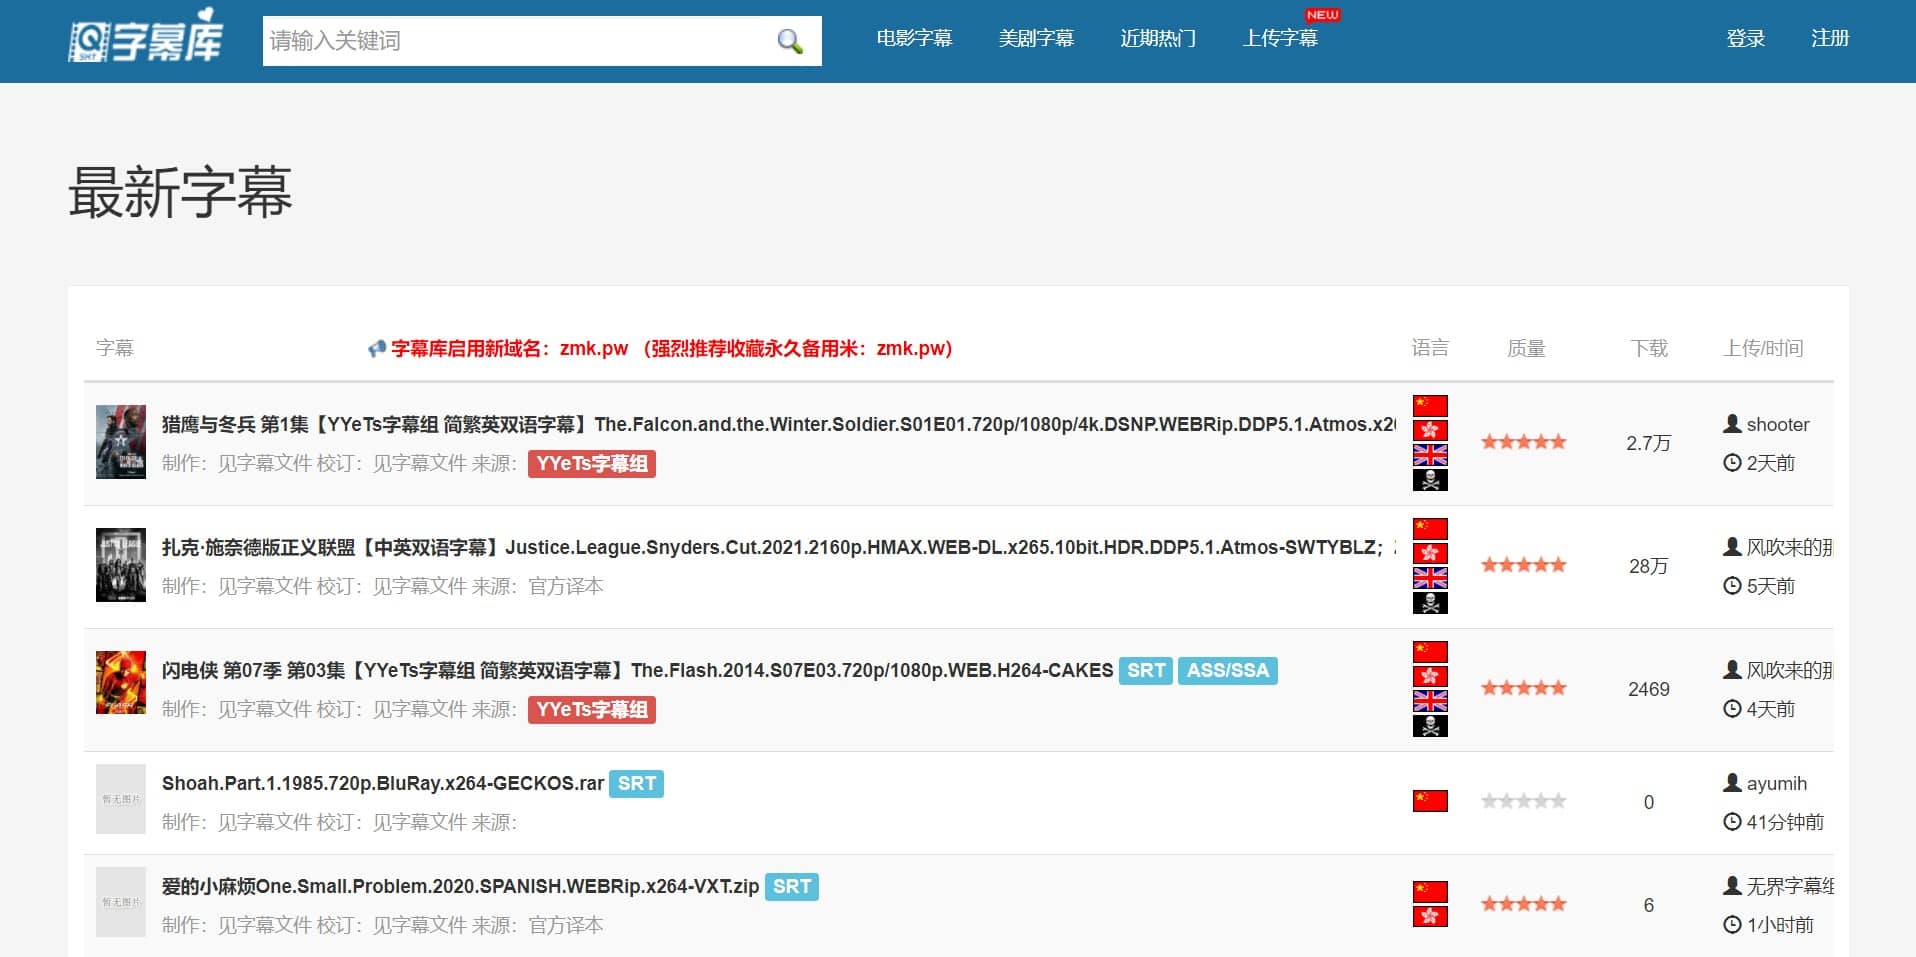 字幕库
SRT
请输入关键词
电影字幕
美剧字幕
近期热门
上传字幕
NEW
登录
注册
最新字幕
字幕
字幕库启用新域名：zmk.pw （强烈推荐收藏永久备用米：zmk.pw）
语言
质量
下载
上传/时间
猎鹰与冬兵 第1集【YYeTs字幕组 简繁英双语字幕】The.Falcon.and.the.Winter.Soldier.S01E01.720p/1080p/4k.DSNP.WEBRip.DDP5.1.Atmos.x2
制作：见字幕文件 校订：见字幕文件 来源：YYeTs字幕组
2.7万
shooter
2天前
扎克·施奈德版正义联盟【中英双语字幕】Justice.League.Snyders.Cut.2021.2160p.HMAX.WEB-DL.x265.10bit.HDR.DDP5.1.Atmos-SWTYBLZ；
制作：见字幕文件 校订：见字幕文件 来源：官方译本
28万
风吹来的那
5天前
闪电侠 第07季 第03集【YYeTs字幕组 简繁英双语字幕】The.Flash.2014.S07E03.720p/1080p.WEB.H264-CAKES SRT ASS/SSA
制作：见字幕文件 校订：见字幕文件 来源：YYeTs字幕组
2469
风吹来的那
4天前
暂无图片
Shoah.Part.1.1985.720p.BluRay.x264-GECKOS.rar SRT
制作：见字幕文件 校订：见字幕文件 来源：
0
ayumih
41分钟前
暂无图片
爱的小麻烦One.Small.Problem.2020.SPANISH.WEBRip.x264-VXT.zip SRT
制作：见字幕文件 校订：见字幕文件 来源：官方译本
6
无界字幕组
1小时前